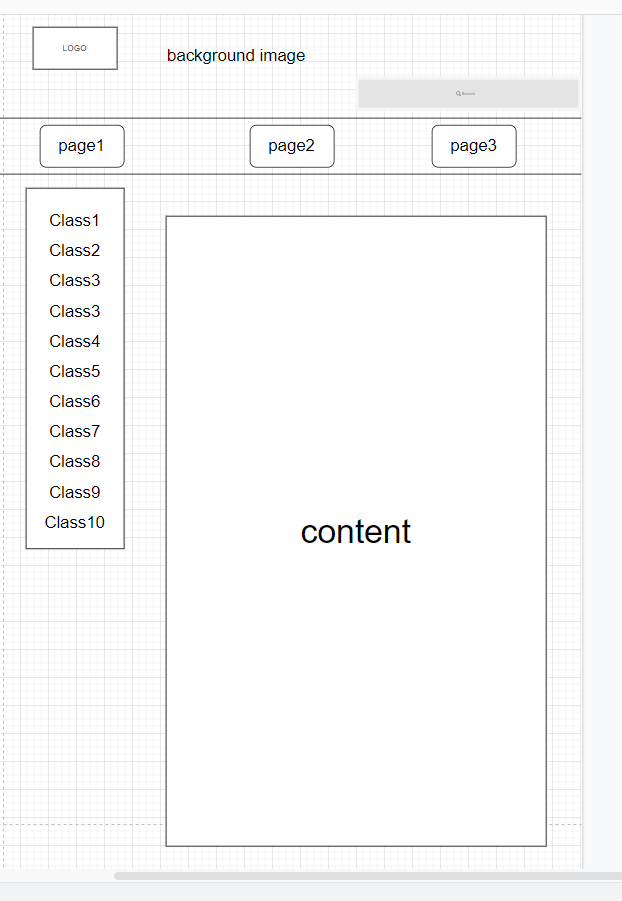 LOGO
background image
Search
page1
page2
page3
Class1
Class2
Class3
Class3
Class4
Class5
Class6
Class7
Class8
Class9
Class10
content